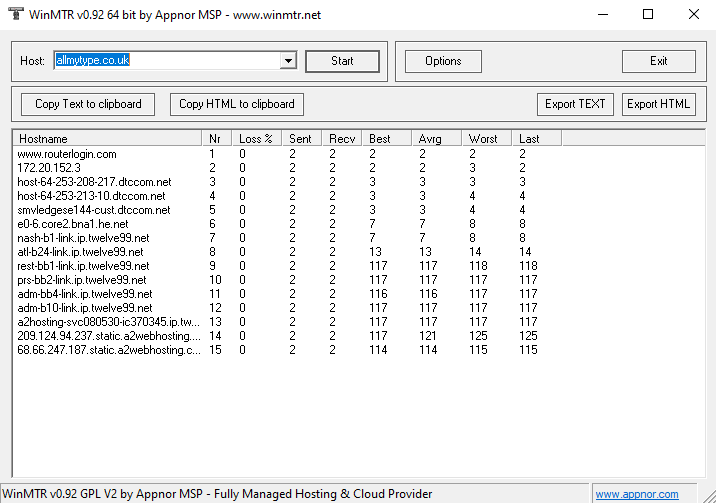 WinMTR v0.92 64 bit by Appnor MSP - www.winmtr.net
Host: allmytype.co.uk Start Options Exit
Copy Text to clipboard Copy HTML to clipboard Export TEXT Export HTML
Hostname Nr Loss % Sent Recv Best Avrg Worst Last
www.routerlogin.com 1 0 2 2 2 2 2 2
172.20.152.3 2 0 2 2 2 2 3 2
host-64-253-208-217.dtccom.net 3 0 2 2 3 3 3 3
host-64-253-213-10.dtccom.net 4 0 2 2 3 3 4 4
smvledgese144-cust.dtccom.net 5 0 2 2 3 3 4 4
e0-6.core2.bna1.he.net 6 0 2 2 7 7 8 8
nash-b1-link.ip.twelve99.net 7 0 2 2 7 7 8 8
atl-b24-link.ip.twelve99.net 8 0 2 2 13 13 14 14
rest-bb1-link.ip.twelve99.net 9 0 2 2 117 117 118 118
prs-bb2-link.ip.twelve99.net 10 0 2 2 117 117 117 117
adm-bb4-link.ip.twelve99.net 11 0 2 2 116 116 117 117
adm-b10-link.ip.twelve99.net 12 0 2 2 117 117 117 117
a2hosting-svc080530-ic370345.ip.tw... 13 0 2 2 117 117 117 117
209.124.94.237.static.a2webhosting.... 14 0 2 2 117 121 125 125
68.66.247.187.static.a2webhosting.c... 15 0 2 2 114 114 115 115
WinMTR v0.92 GPL V2 by Appnor MSP - Fully Managed Hosting & Cloud Provider www.appnor.com